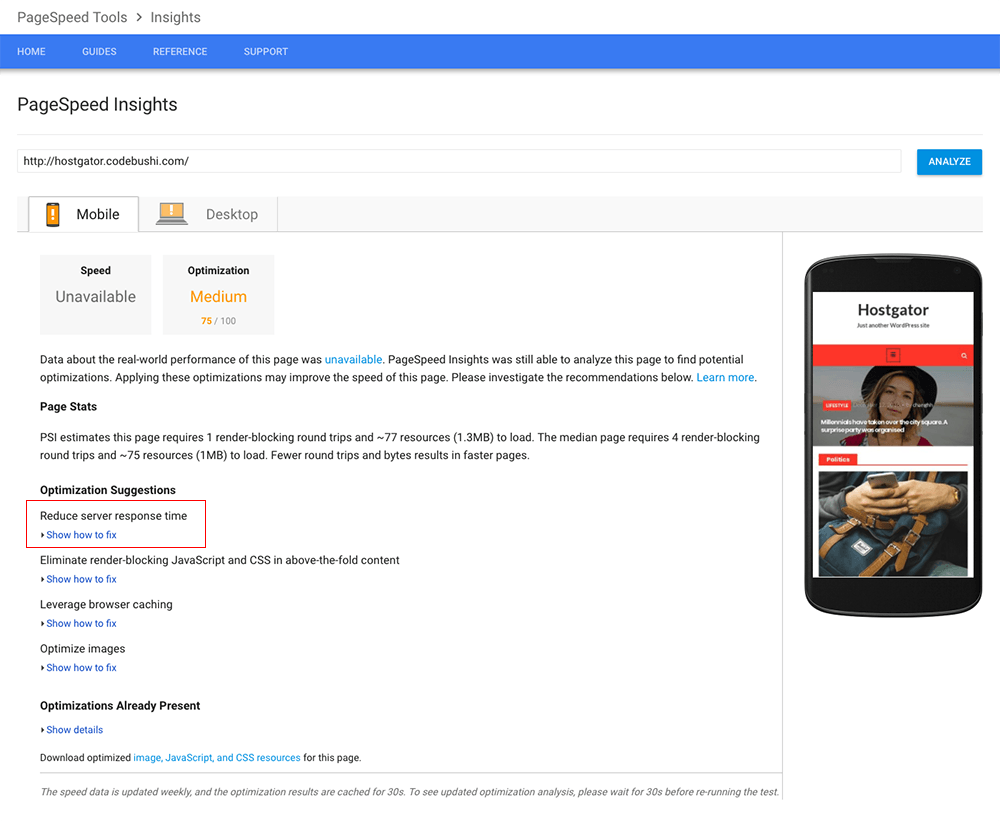 PageSpeed Tools > Insights
HOME GUIDES REFERENCE SUPPORT
PageSpeed Insights
http://hostgator.codebushi.com/
ANALYZE
Mobile Desktop
Speed
Unavailable
Optimization
Medium
75 / 100
Data about the real-world performance of this page was unavailable. PageSpeed Insights was still able to analyze this page to find potential
optimizations. Applying these optimizations may improve the speed of this page. Please investigate the recommendations below. Learn more.
Page Stats
PSI estimates this page requires 1 render-blocking round trips and ~77 resources (1.3MB) to load. The median page requires 4 render-blocking
round trips and ~75 resources (1MB) to load. Fewer round trips and bytes results in faster pages.
Optimization Suggestions
Reduce server response time
Show how to fix
Eliminate render-blocking JavaScript and CSS in above-the-fold content
Show how to fix
Leverage browser caching
Show how to fix
Optimize images
Show how to fix
Optimizations Already Present
Show details
Download optimized image, JavaScript, and CSS resources for this page.
The speed data is updated weekly, and the optimization results are cached for 30s. To see updated optimization analysis, please wait for 30s before re-running the test.
Hostgator
Just another WordPress site
LIFESTYLE
Millennials have taken over the city square. A
surprise party was organised
Politics